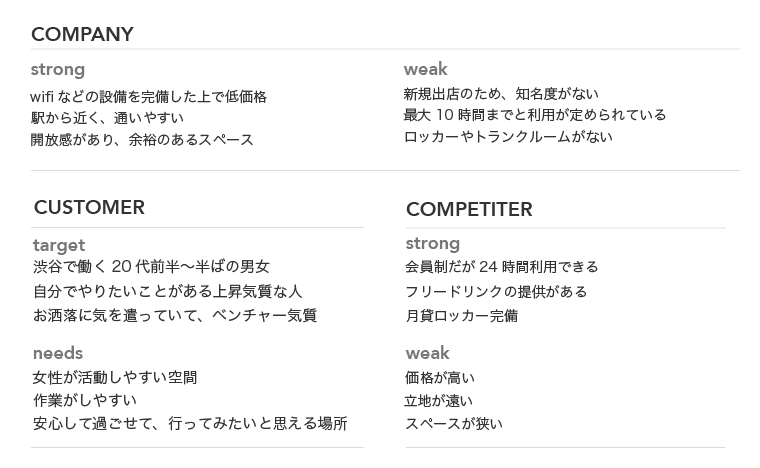 COMPANY
strong
wifi などの設備を完備した上で低価格
駅から近く、通いやすい
開放感があり、余裕のあるスペース
weak
新規出店のため、知名度がない
最大 10 時間までと利用が定められている
ロッカーやトランクルームがない
CUSTOMER
target
渋谷で働く 20 代前半〜半ばの男女
自分でやりたいことがある上昇気質な人
お洒落に気を遣っていて、ベンチャー気質
needs
女性が活動しやすい空間
作業がしやすい
安心して過ごせて、行ってみたいと思える場所
COMPETITER
strong
会員制だが 24 時間利用できる
フリードリンクの提供がある
月貸ロッカー完備
weak
価格が高い
立地が遠い
スペースが狭い